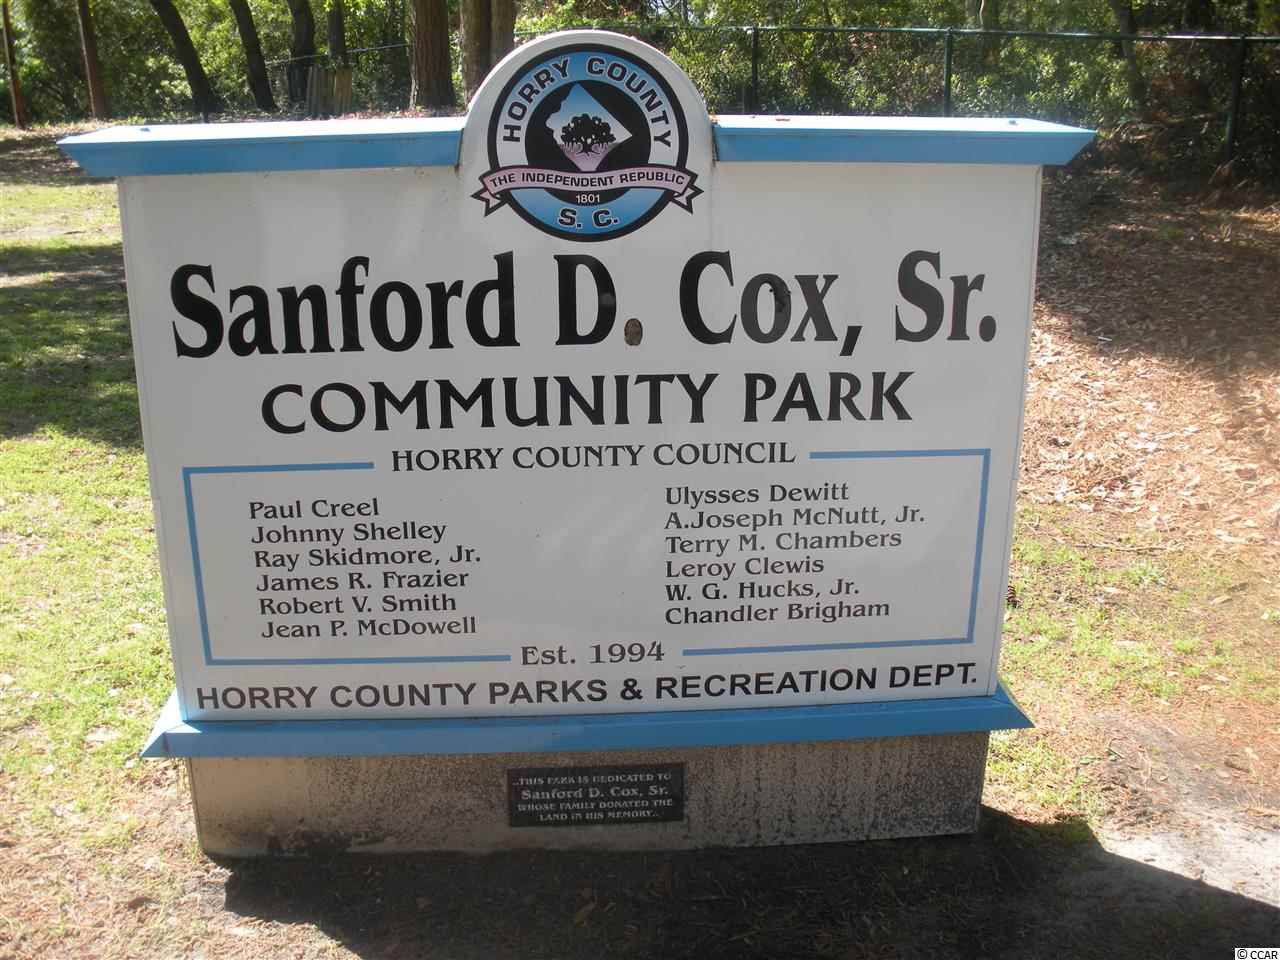 HORRY COUNTY
THE INDEPENDENT REPUBLIC
1801
S. C.
Sanford D. Cox, Sr.
COMMUNITY PARK
HORRY COUNTY COUNCIL
Paul Creel
Johnny Shelley
Ray Skidmore, Jr.
James R. Frazier
Robert V. Smith
Jean P. McDowell
Ulysses Dewitt
A.Joseph McNutt, Jr.
Terry M. Chambers
Leroy Clewis
W. G. Hucks, Jr.
Chandler Brigham
Est. 1994
HORRY COUNTY PARKS & RECREATION DEPT.
..THIS PARK IS DEDICATED TO
Sanford D. Cox, Sr.
WHOSE FAMILY DONATED THE
LAND IN HIS MEMORY..
© CCAR